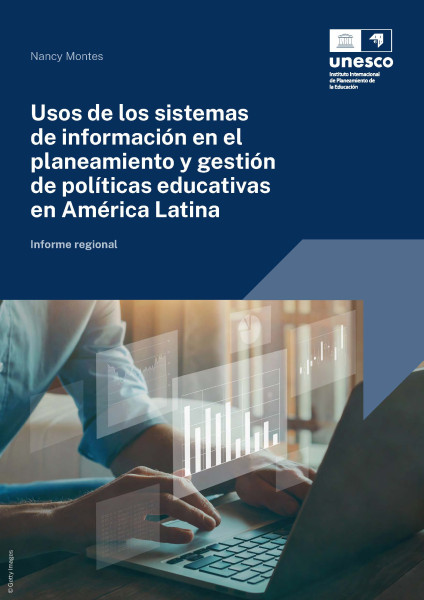 Nancy Montes
unesco
Instituto Internacional
de Planeamiento de
la Educación
Usos de los sistemas
de información en el
planeamiento y gestión
de políticas educativas
en América Latina
Informe regional
© Getty Images